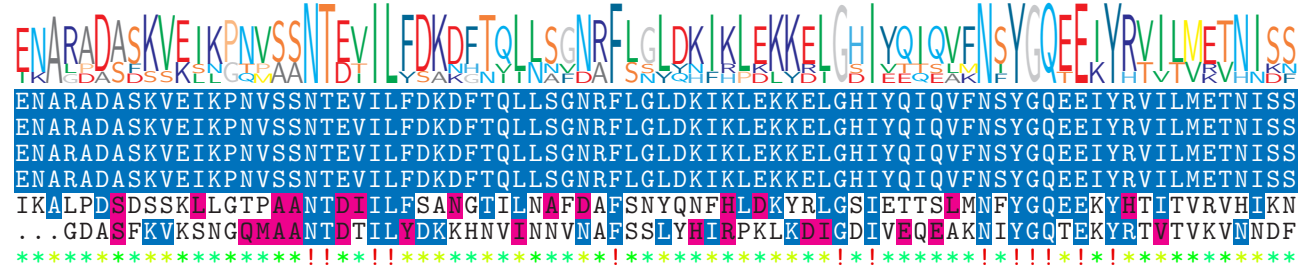 ENARADASKVEIKPNVSSNTEVILFDKDFTQLLSGNRFLGLDKIKLEKKELGHIYQIQVFNSYGQEEIYRVILMETNISS
ENARADASKVEIKPNVSSNTEVILFDKDFTQLLSGNRFLGLDKIKLEKKELGHIYQIQVFNSYGQEEIYRVILMETNISS
ENARADASKVEIKPNVSSNTEVILFDKDFTQLLSGNRFLGLDKIKLEKKELGHIYQIQVFNSYGQEEIYRVILMETNISS
ENARADASKVEIKPNVSSNTEVILFDKDFTQLLSGNRFLGLDKIKLEKKELGHIYQIQVFNSYGQEEIYRVILMETNISS
ENARADASKVEIKPNVSSNTEVILFDKDFTQLLSGNRFLGLDKIKLEKKELGHIYQIQVFNSYGQEEIYRVILMETNISS
IKALPDSDSSKLLGTPAANTDIILFSANGTILNAFDAFSNYQNFHLDKYRLGSIETTSLMNFYGQEEKYHTITVRVHIKN
...GDASFKVKSNGQMAANTDTILYDKKHNVINNVNAFSSLYHIRPKLKDIGDIVEQEAKNIYGQTEKYRTVTVKVNNDF
******************!!**!!*************!*************!*!******!*!!!*!*!***********